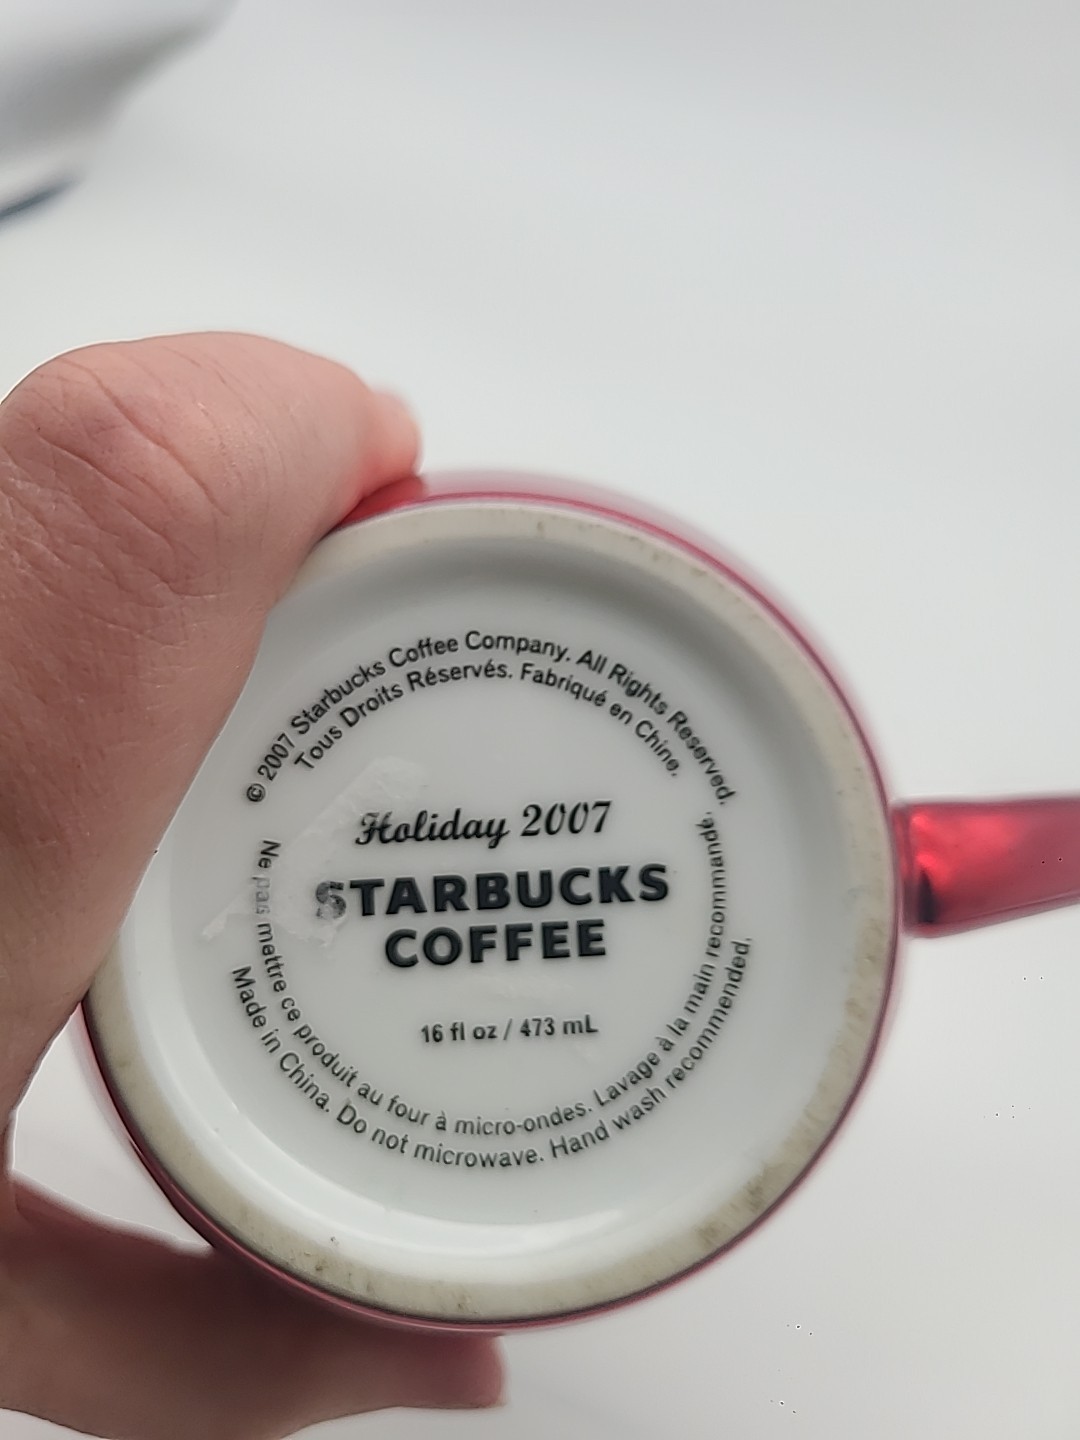 © 2007 Starbucks Coffee Company. All Rights Reserved.
Tous Droits Réservés. Fabriqué en Chine.
Holiday 2007
STARBUCKS
COFFEE
16 fl oz / 473 mL
Ne pas mettre ce produit au four à micro-ondes. Lavage à la main recommandé.
Made in China. Do not microwave. Hand wash recommended.